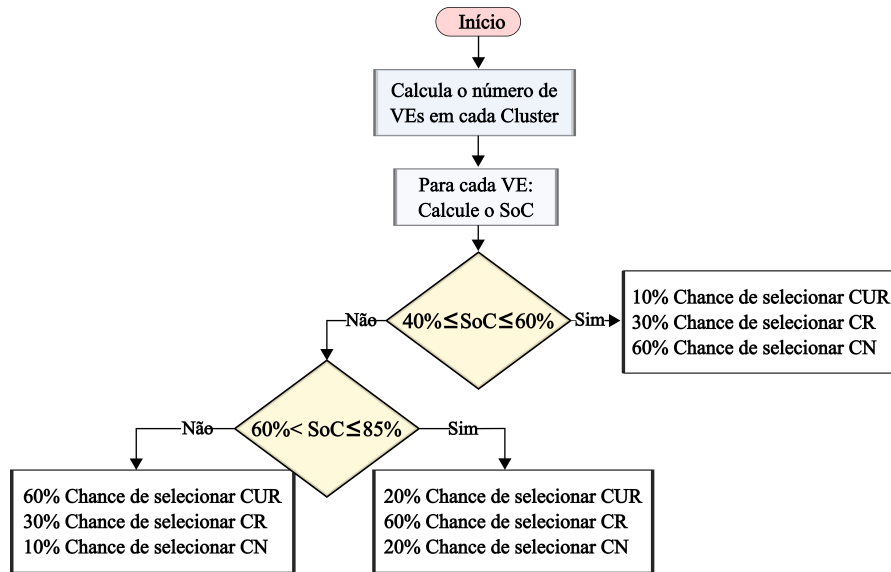 Início
Calcula o número de
VEs em cada Cluster
Para cada VE:
Calcule o SoC
40%≤SoC≤60%
Não
Sim
10% Chance de selecionar CUR
30% Chance de selecionar CR
60% Chance de selecionar CN
60%< SoC≤85%
Não
Sim
60% Chance de selecionar CUR
30% Chance de selecionar CR
10% Chance de selecionar CN
20% Chance de selecionar CUR
60% Chance de selecionar CR
20% Chance de selecionar CN